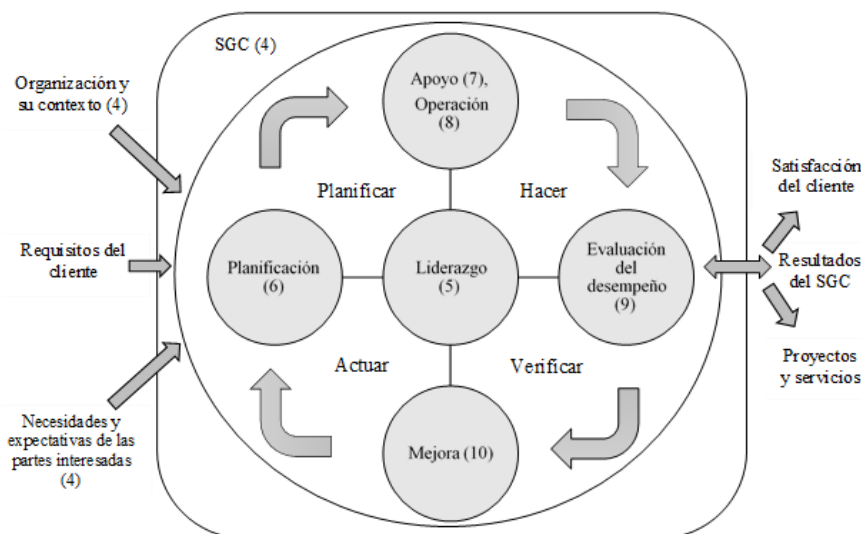 SGC (4)
Organización y
su contexto (4)
Apoyo (7),
Operación
(8)
Planificar
Hacer
Satisfacción
del cliente
Requisitos del
cliente
Planificación
(6)
Liderazgo
(5)
Evaluación
del
desempeño
(9)
Resultados
del SGC
Actuar
Verificar
Proyectos
y servicios
Necesidades y
expectativas de las
partes interesadas
(4)
Mejora (10)